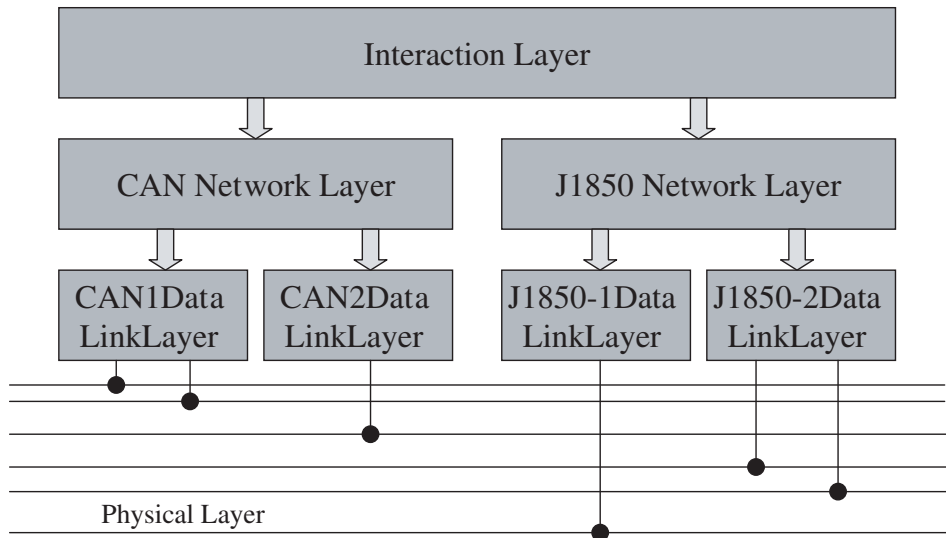 Interaction Layer
CAN Network Layer
J1850 Network Layer
CAN1Data
LinkLayer
CAN2Data
LinkLayer
J1850-1Data
LinkLayer
J1850-2Data
LinkLayer
Physical Layer